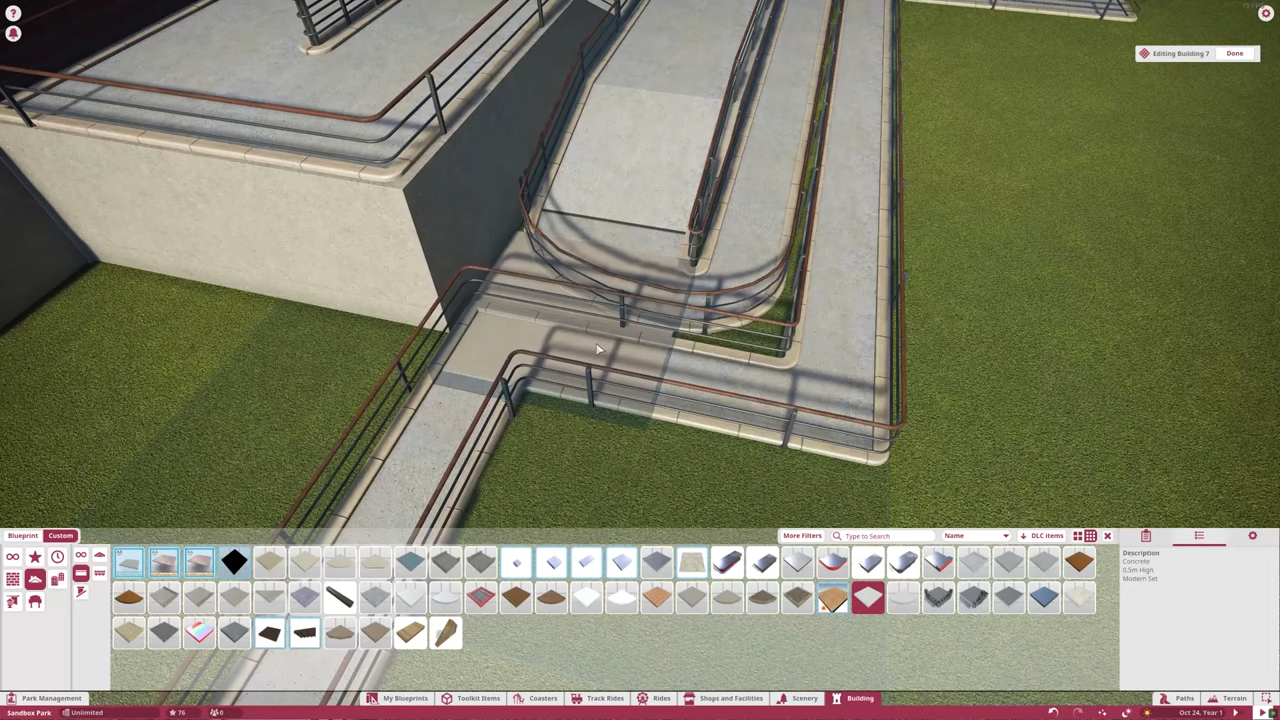 ?
Editing Building 7 Done
Blueprint Custom
More Filters Type to Search Name DLC items
Description
Concrete
0.5m High
Modern Set
Park Management My Blueprints Toolkit Items Coasters Track Rides Rides Shops and Facilities Scenery Building Paths Terrain
Sandbox Park Unlimited 76 0 Oct 24, Year 1